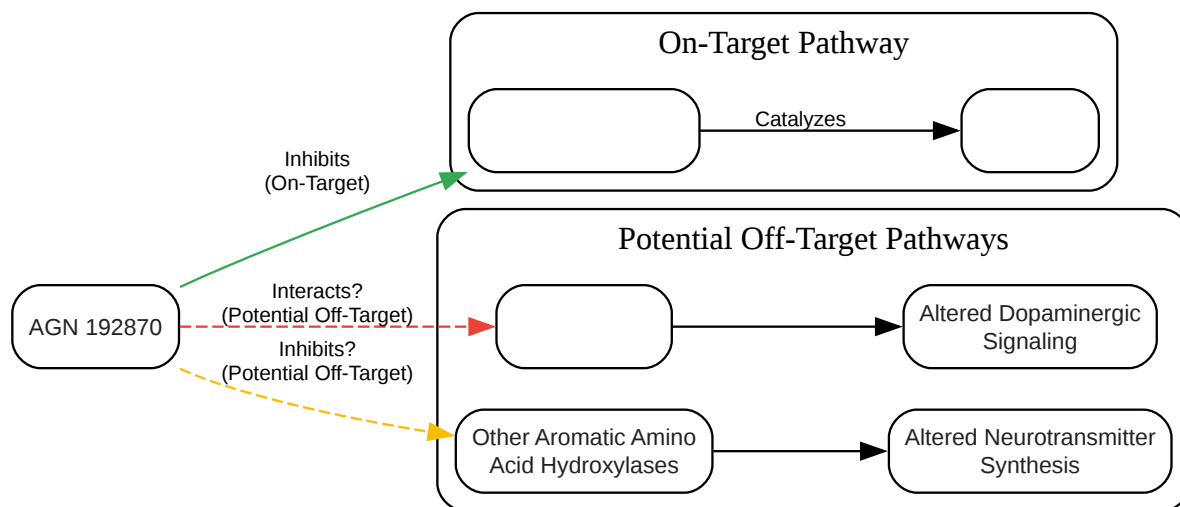 On-Target Pathway
Catalyzes
Inhibits
(On-Target)
Potential Off-Target Pathways
AGN 192870
Interacts?
(Potential Off-Target)
Altered Dopaminergic
Signaling
Inhibits?
(Potential Off-Target)
Other Aromatic Amino
Acid Hydroxylases
Altered Neurotransmitter
Synthesis